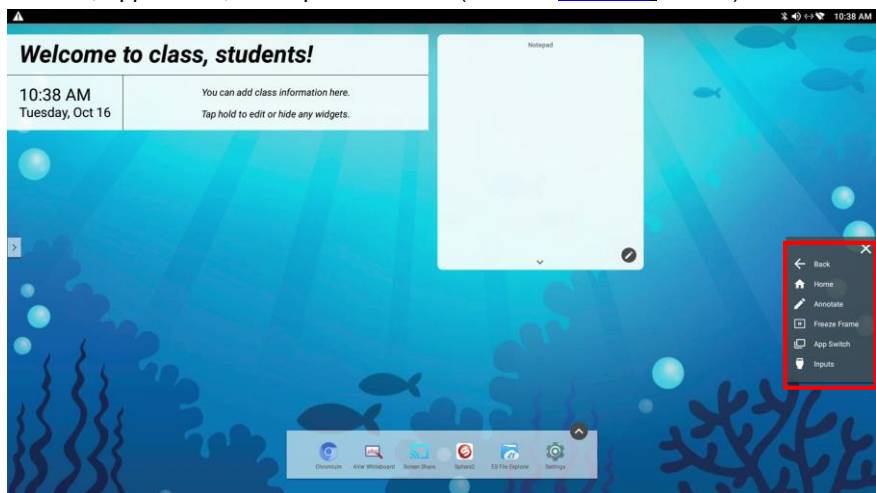 10:38 AM
Welcome to class, students!
10:38 AM
Tuesday, Oct 16
You can add class information here.
Tap hold to edit or hide any widgets.
Notepad
Back
Home
Annotate
Freeze Frame
App Switch
Inputs
Chromium
AVer Whiteboard
Screen Share
Sphere2
ES File Explorer
Settings